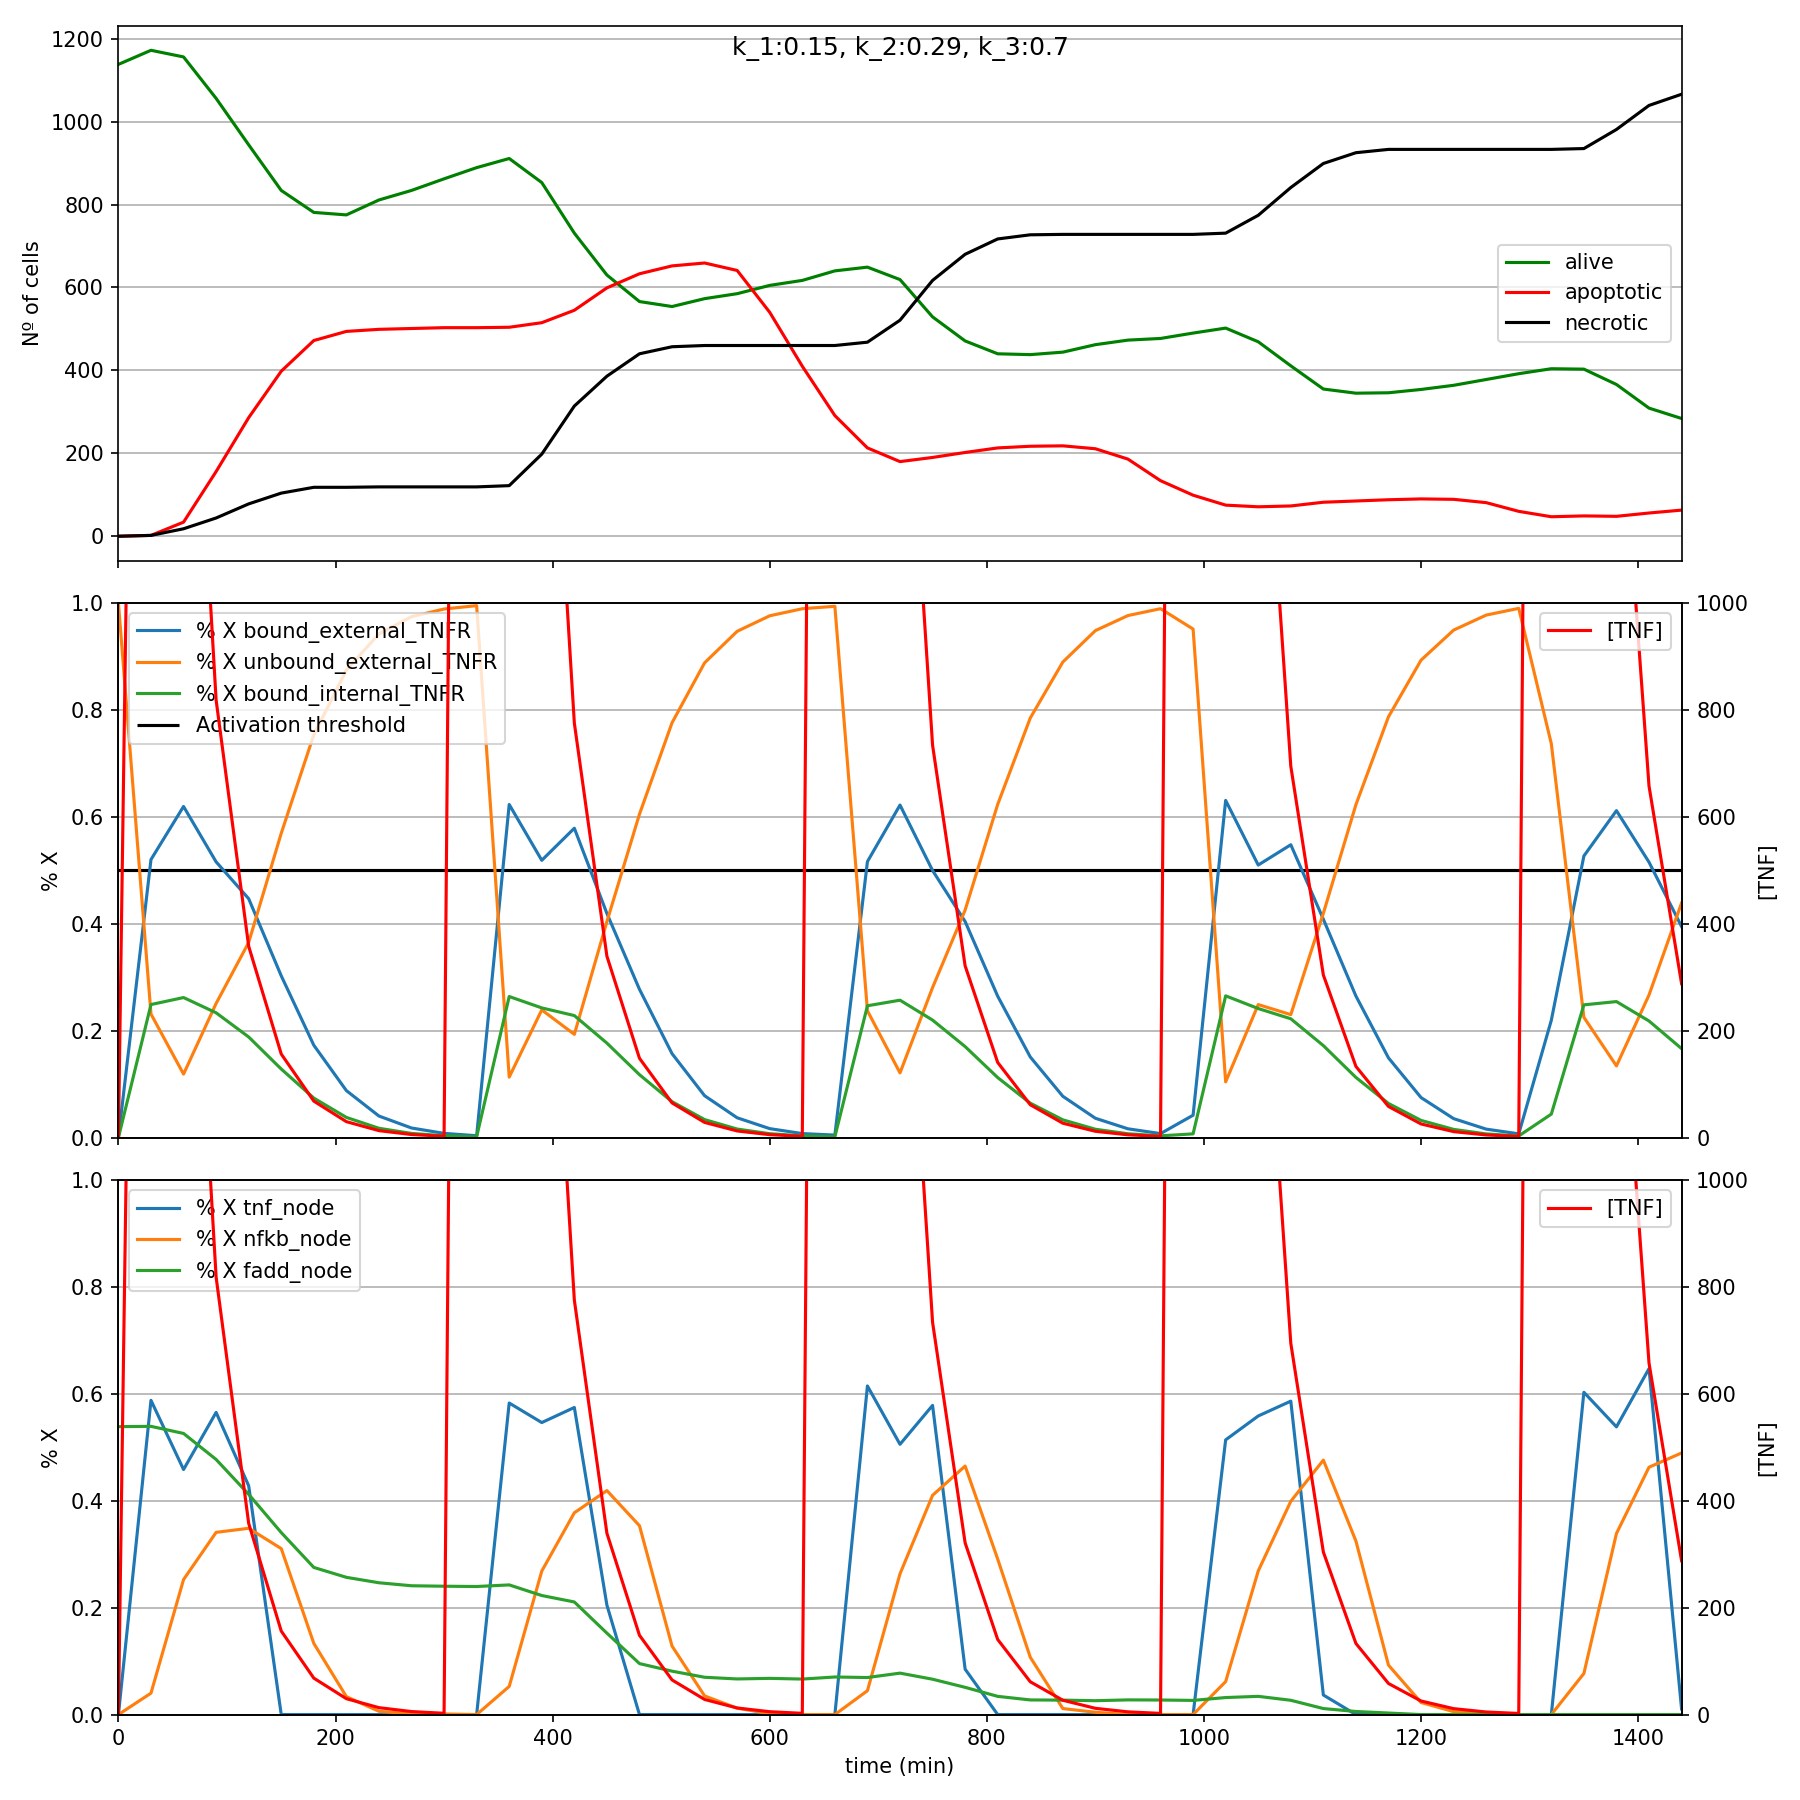 k_1:0.15, k_2:0.29, k_3:0.7
1200
1000
800
600
400
200
0
Nº of cells
alive
apoptotic
necrotic
1.0
0.8
0.6
0.4
0.2
0.0
% X
% X bound_external_TNFR
% X unbound_external_TNFR
% X bound_internal_TNFR
Activation threshold
[TNF]
1000
800
600
400
200
0
[TNF]
1.0
0.8
0.6
0.4
0.2
0.0
% X
% X tnf_node
% X nfkb_node
% X fadd_node
[TNF]
1000
800
600
400
200
0
[TNF]
0 200 400 600 800 1000 1200 1400
time (min)